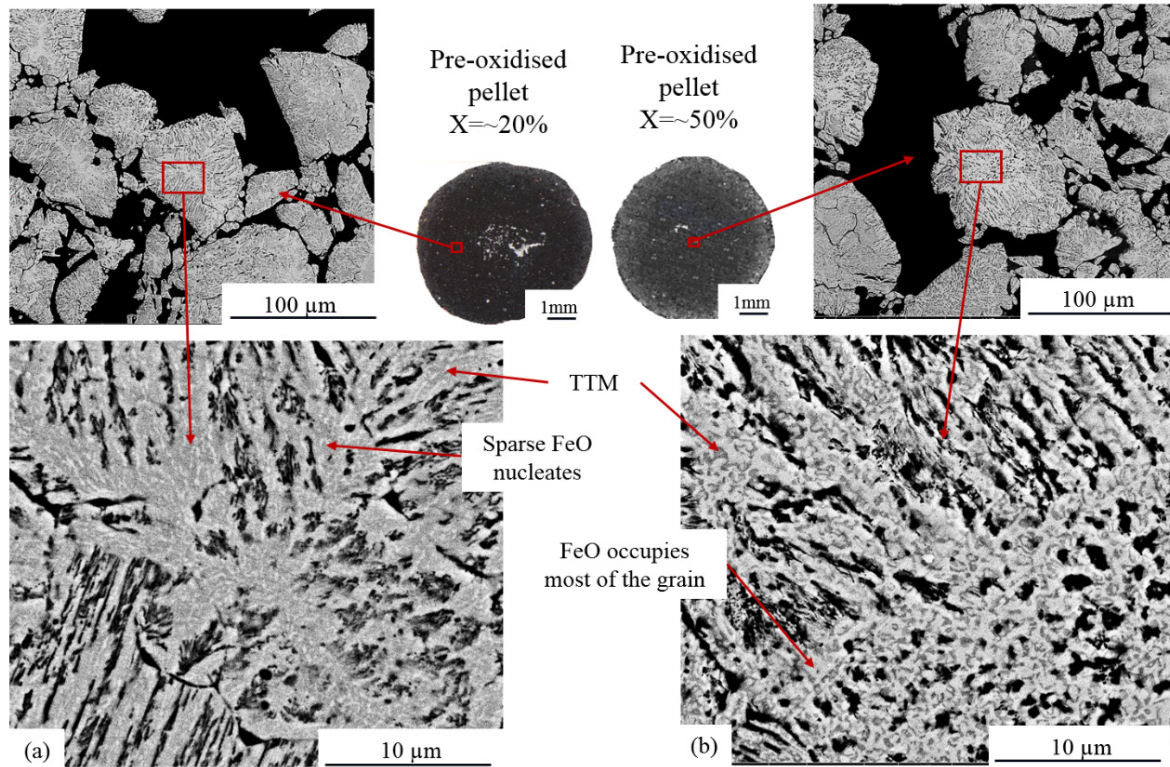 Pre-oxidised
pellet
X=~20%
Pre-oxidised
pellet
X=~50%
100 µm
1mm
1mm
100 µm
TTM
Sparse FeO
nucleates
FeO occupies
most of the grain
(a)
10 µm
(b)
10 µm